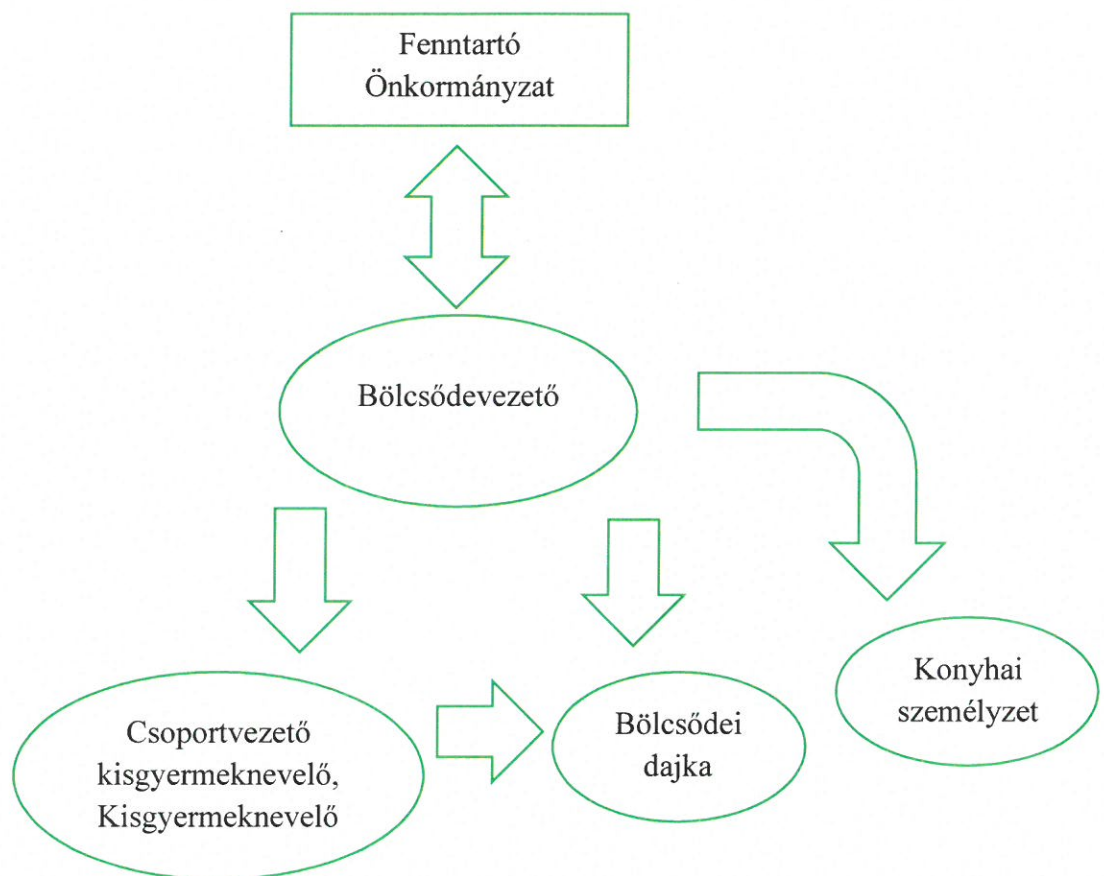 Fenntartó
Önkormányzat
Bölcsődevezető
Csoportvezető
kisgyermeknevelő,
Kisgyermeknevelő
Bölcsődei
dajka
Konyhai
személyzet